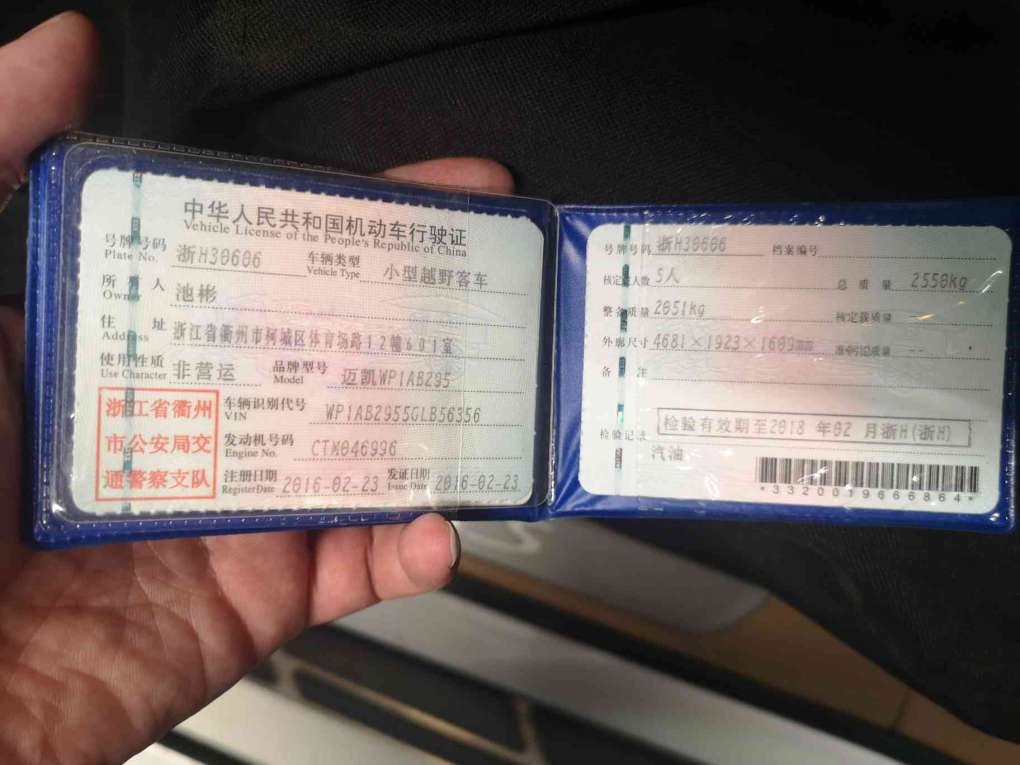 中华人民共和国机动车行驶证
Vehicle License of the People's Republic of China
号牌号码 浙H30606 车辆类型 小型越野客车
Plate No. Vehicle Type
所有人 池彬
Owner
住址 浙江省衢州市柯城区体育场路12幢601室
Address
使用性质 非营运 品牌型号 迈凯WP1AB295
Use Character Model
浙江省衢州
市公安局交
通警察支队
车辆识别代号 WP1AB2955GLB56356
VIN
发动机号码 CTM046996
Engine No.
注册日期 2016-02-23 发证日期 2016-02-23
Register Date Issue Date
号牌号码 浙H30606 档案编号
核定载人数 5人 总质量 2550kg
整备质量 2051kg 核定载质量 --
外廓尺寸 4681×1923×1609mm 准牵引总质量 --
备注
检验有效期至2018 年02 月浙H(浙H)
检验记录
汽油
*3320019666864*